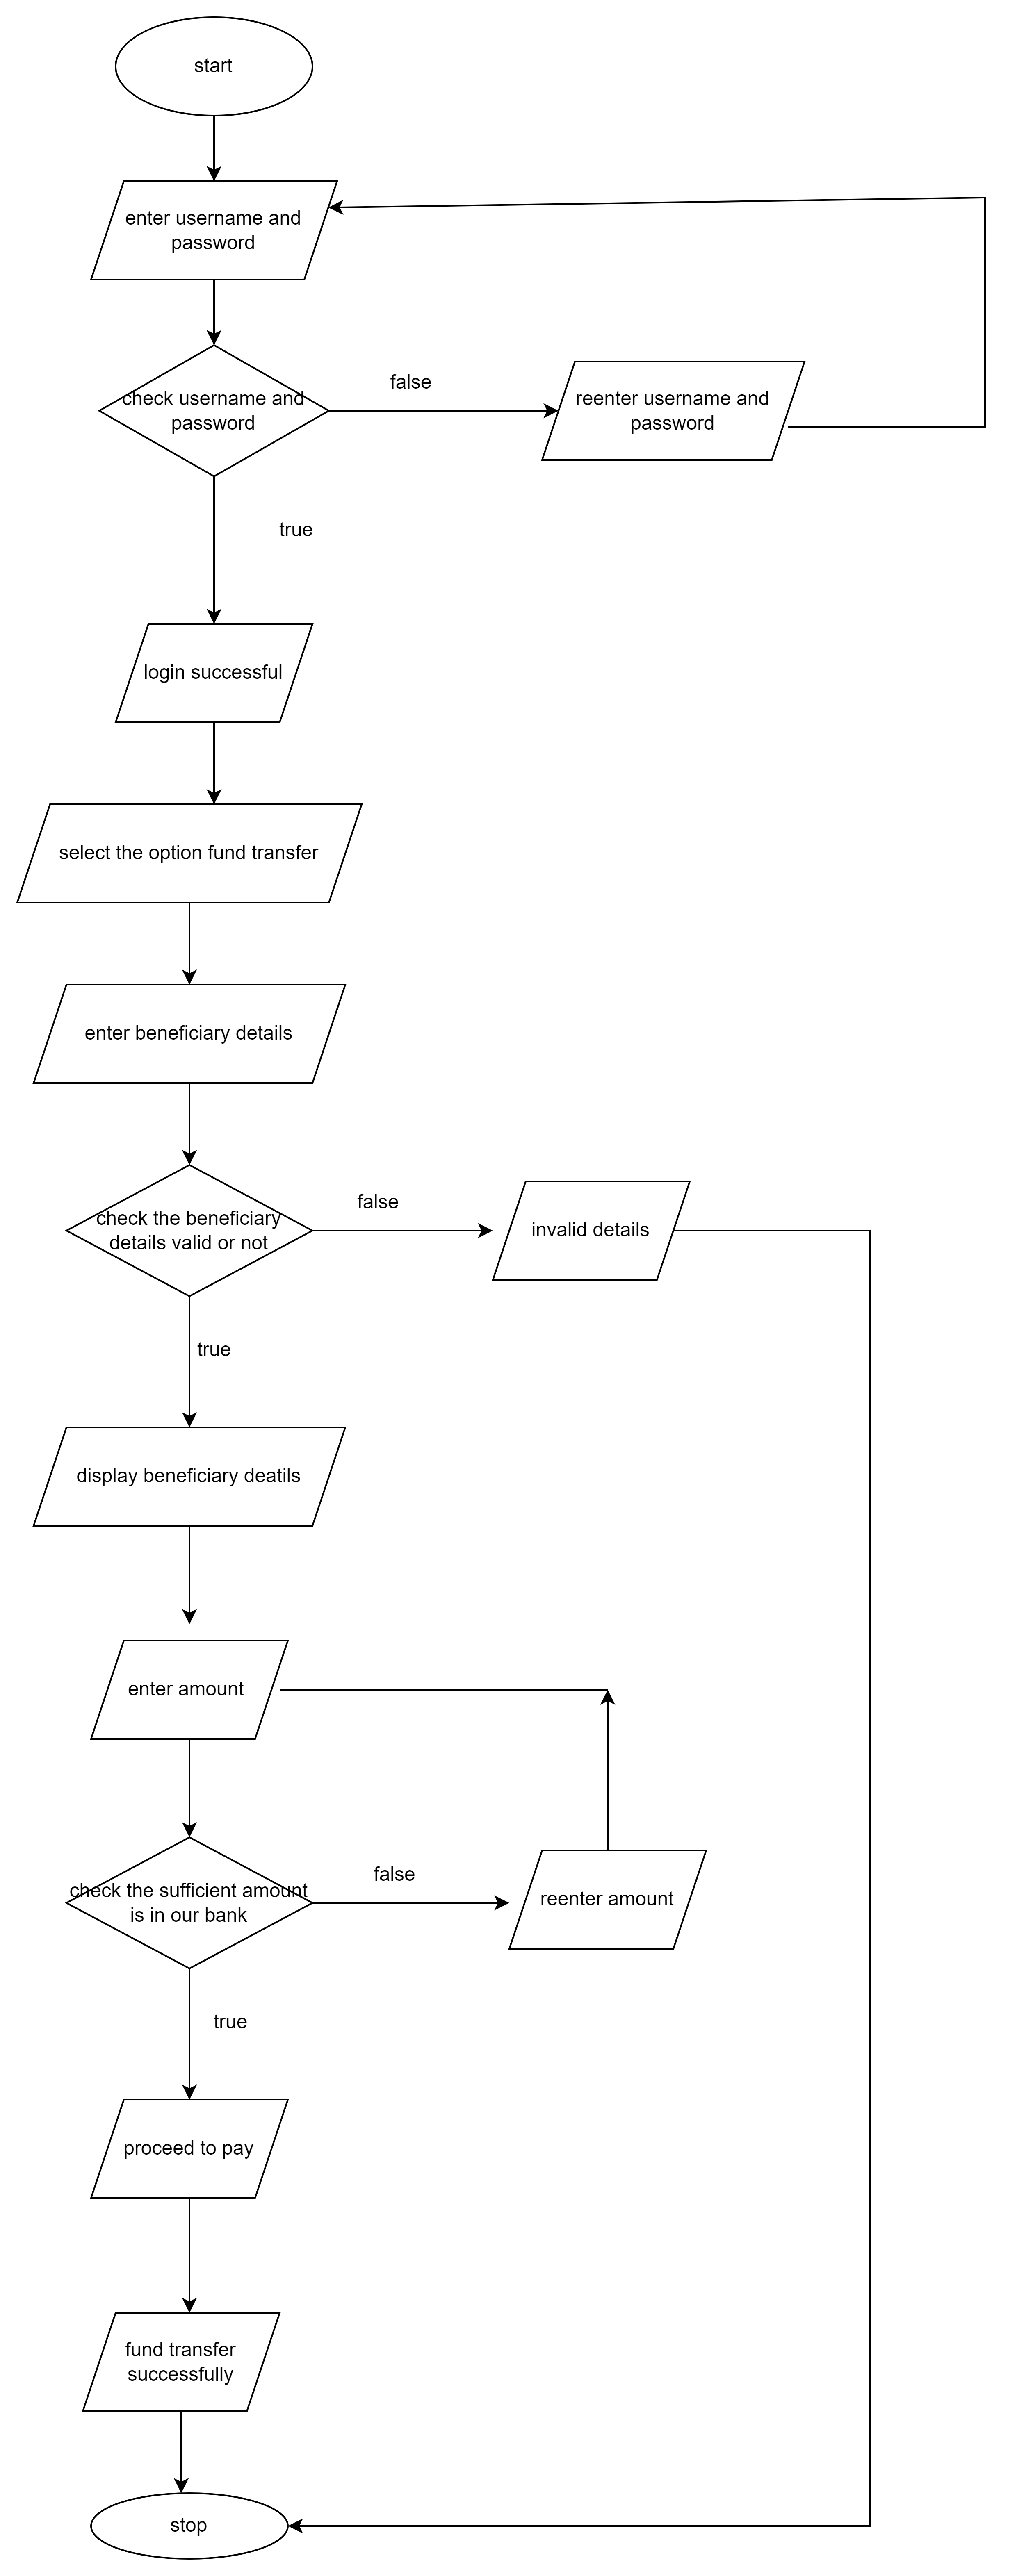 start
enter username and
password
check username and
password
false
reenter username and
password
true
login successful
select the option fund transfer
enter beneficiary details
check the beneficiary
details valid or not
false
invalid details
true
display beneficiary deatils
enter amount
check the sufficient amount
is in our bank
false
reenter amount
true
proceed to pay
fund transfer
successfully
stop